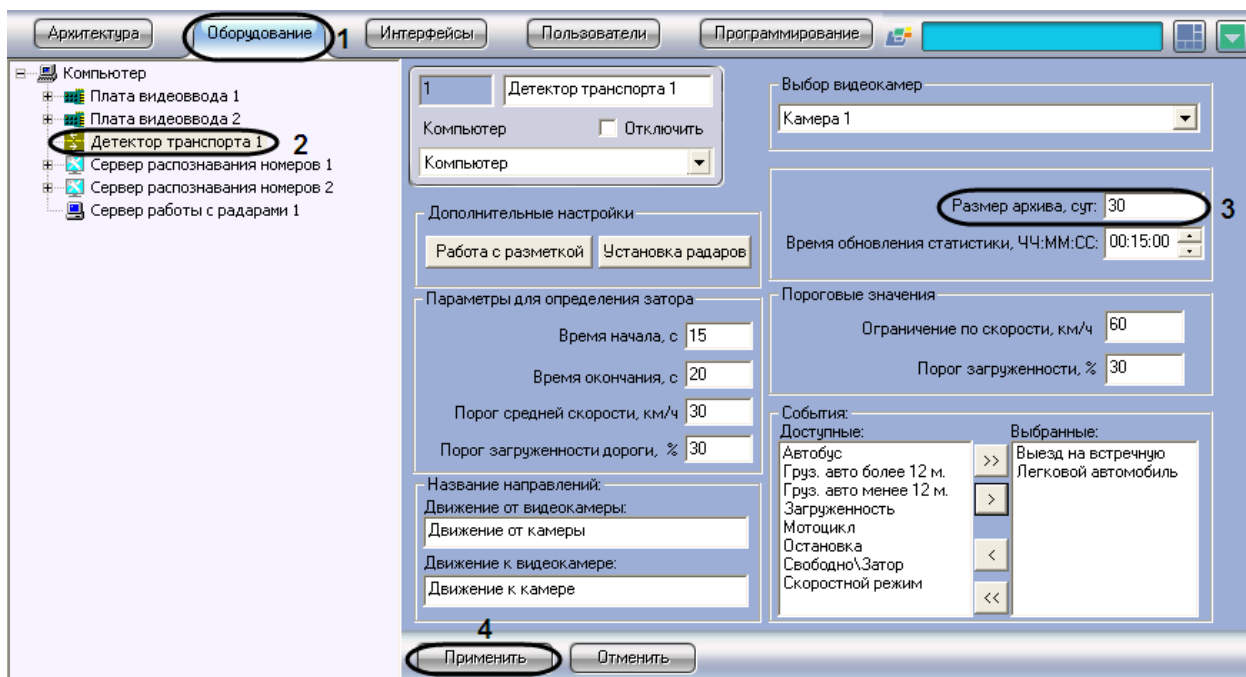 Архитектура Оборудование 1 Интерфейсы Пользователи Программирование
Компьютер
Плата видеоввода 1
Плата видеоввода 2
Детектор транспорта 1 2
Сервер распознавания номеров 1
Сервер распознавания номеров 2
Сервер работы с радарами 1
1 Детектор транспорта 1
Компьютер Отключить
Компьютер
Дополнительные настройки
Работа с разметкой Установка радаров
Параметры для определения затора
Время начала, с 15
Время окончания, с 20
Порог средней скорости, км/ч 30
Порог загруженности дороги, % 30
Название направлений:
Движение от видеокамеры:
Движение от камеры
Движение к видеокамере:
Движение к камере
Выбор видеокамер
Камера 1
Размер архива, сут: 30 3
Время обновления статистики, ЧЧ:ММ:СС: 00:15:00
Пороговые значения
Ограничение по скорости, км/ч 60
Порог загруженности, % 30
События:
Доступные:
Автобус
Груз. авто более 12 м.
Груз. авто менее 12 м.
Загруженность
Мотоцикл
Остановка
Свободно\Затор
Скоростной режим
>>
>
<
<<
Выбранные:
Выезд на встречную
Легковой автомобиль
4
Применить Отменить